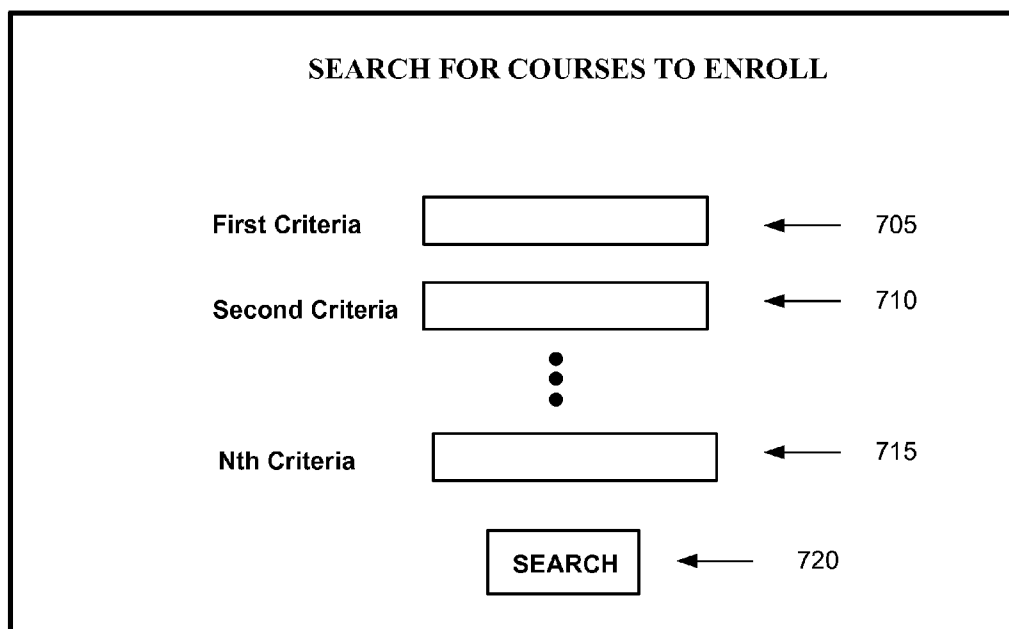 SEARCH FOR COURSES TO ENROLL
First Criteria 705
Second Criteria 710
Nth Criteria 715
SEARCH 720